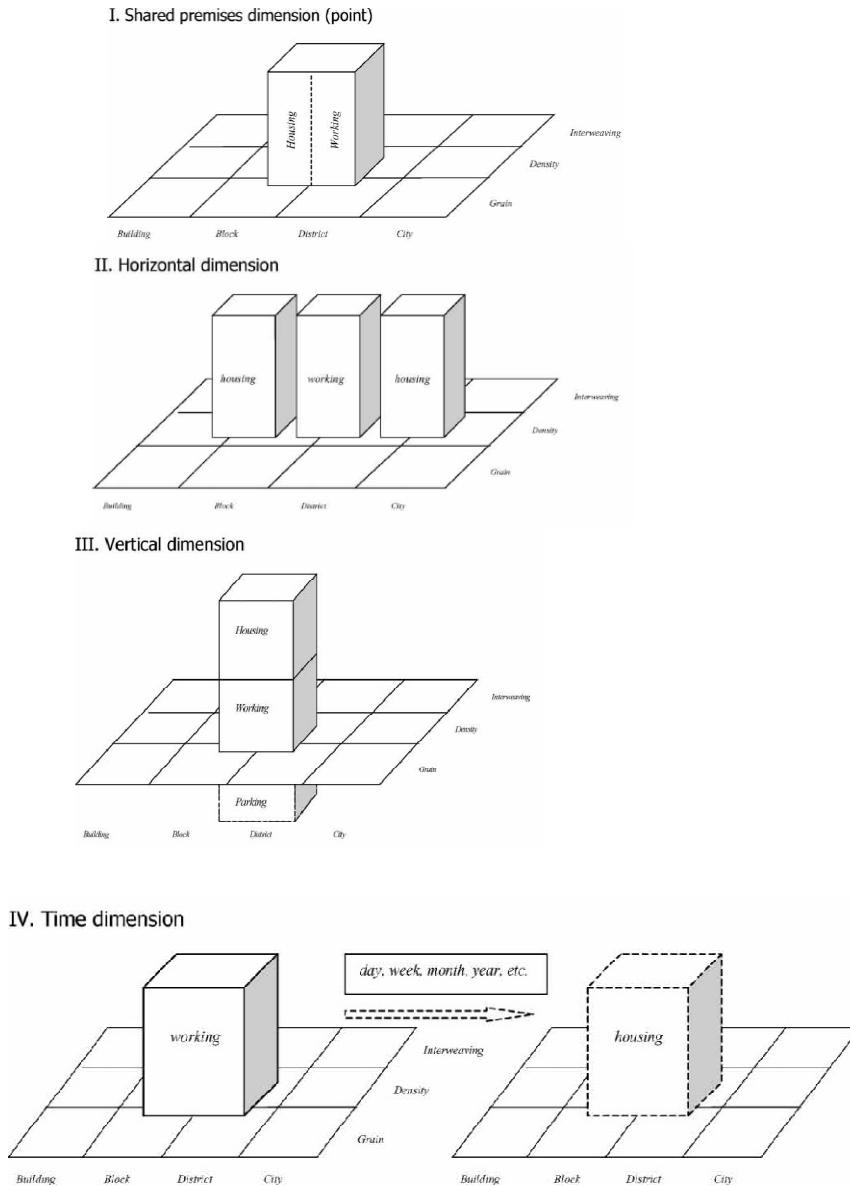 I. Shared premises dimension (point)
Housing
Working
Interweaving
Density
Grain
Building Block District City
II. Horizontal dimension
housing working housing
Interweaving
Density
Grain
Building Block District City
III. Vertical dimension
Housing
Working
Interweaving
Density
Grain
Parking
Building Block District City
IV. Time dimension
day, week, month, year, etc.
working
housing
Interweaving
Density
Grain
Building Block District City
Building Block District City